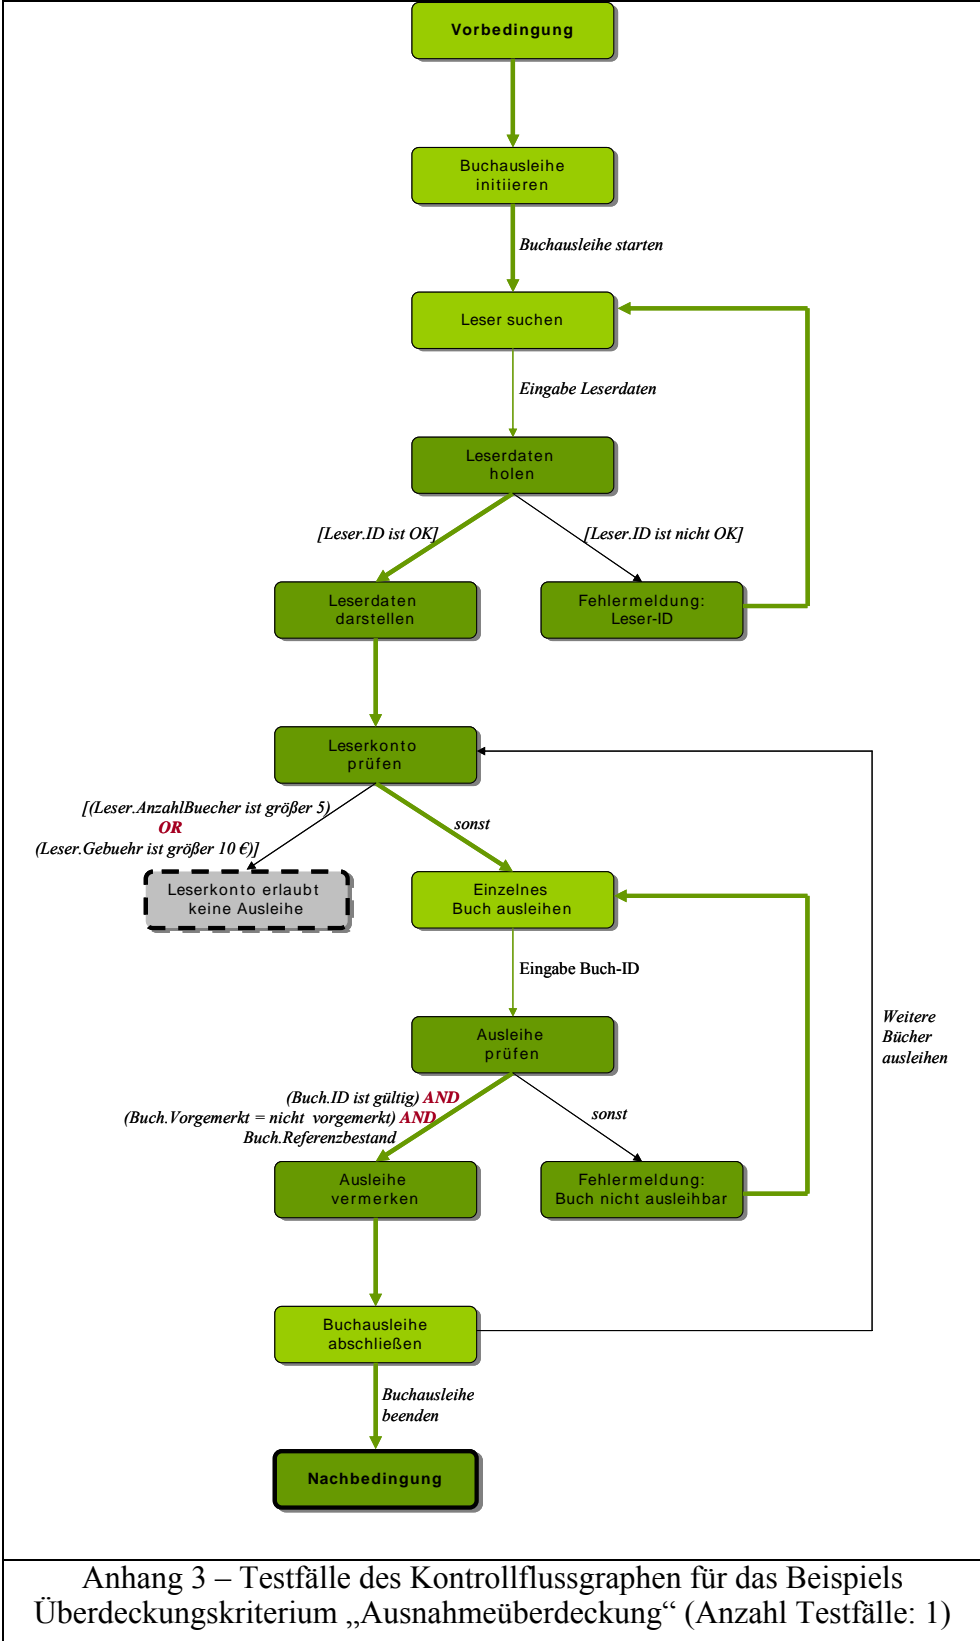 Vorbedingung
Buchausleihe
initiieren
Buchausleihe starten
Leser suchen
Eingabe Leserdaten
Leserdaten
holen
[Leser.ID ist OK]
[Leser.ID ist nicht OK]
Leserdaten
darstellen
Fehlermeldung:
Leser-ID
Leserkonto
prüfen
[(Leser.AnzahlBuecher ist größer 5)
OR
(Leser.Gebuehr ist größer 10 €)]
sonst
Leserkonto erlaubt
keine Ausleihe
Einzelnes
Buch ausleihen
Eingabe Buch-ID
Weitere
Bücher
ausleihen
Ausleihe
prüfen
(Buch.ID ist gültig) AND
(Buch.Vorgemerkt = nicht vorgemerkt) AND
Buch.Referenzbestand
sonst
Ausleihe
vermerken
Fehlermeldung:
Buch nicht ausleihbar
Buchausleihe
abschließen
Buchausleihe
beenden
Nachbedingung
Anhang 3 – Testfälle des Kontrollflussgraphen für das Beispiels
Überdeckungskriterium „Ausnahmeüberdeckung“ (Anzahl Testfälle: 1)